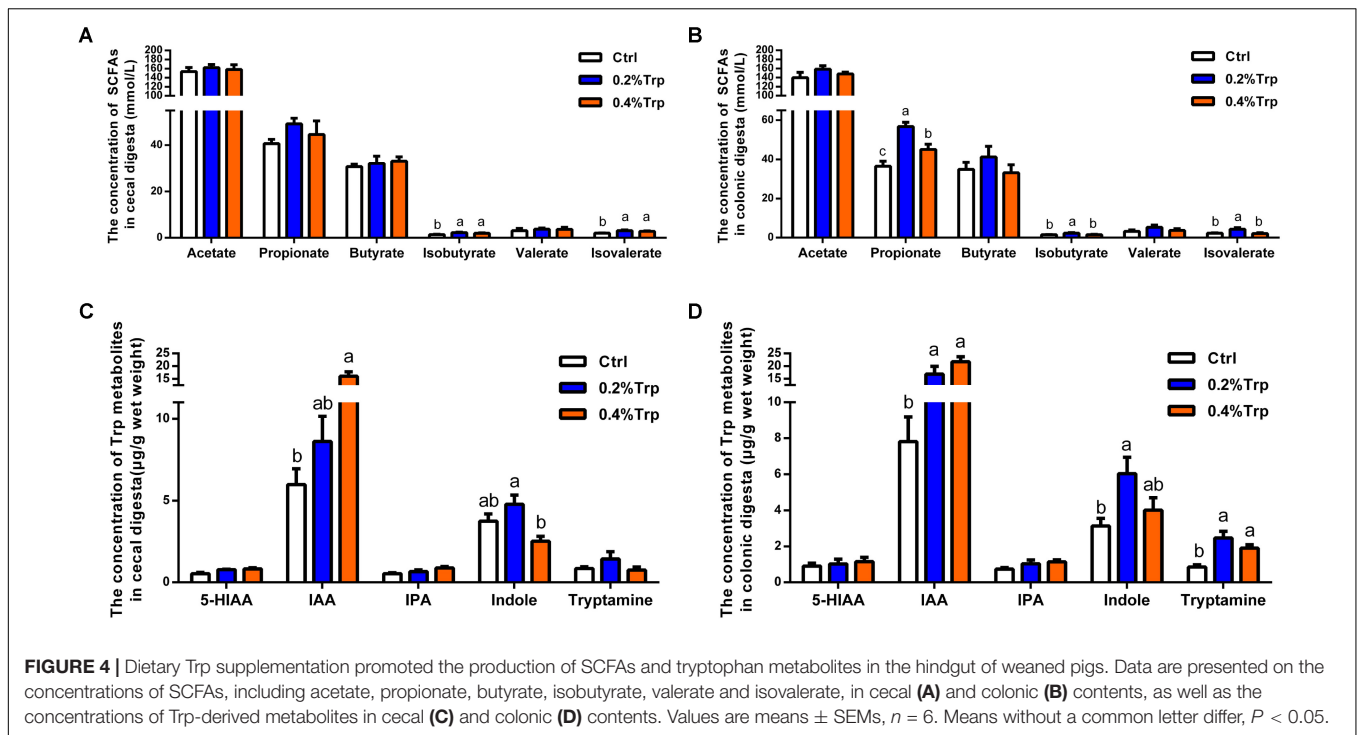 A
The concentration of SCFAs
in cecal digesta (mmol/L)
200
180
160
140
120
100
40
20
0
Ctrl
0.2%Trp
0.4%Trp
b a a
b a a
Acetate Propionate Butyrate Isobutyrate Valerate Isovalerate
B
The concentration of SCFAs
in colonic digesta (mmol/L)
200
180
160
140
120
100
60
40
20
0
Ctrl
0.2%Trp
0.4%Trp
c a b
b a b
b a b
Acetate Propionate Butyrate Isobutyrate Valerate Isovalerate
C
The concentration of Trp metabolites
in cecal digesta(µg/g wet weight)
25
20
15
10
5
0
Ctrl
0.2%Trp
0.4%Trp
b ab a
ab a b
5-HIAA IAA IPA Indole Tryptamine
D
The concentration of Trp metabolites
in colonic digesta (µg/g wet weight)
25
20
15
10
8
6
4
2
0
Ctrl
0.2%Trp
0.4%Trp
b a a
b a ab
b a a
5-HIAA IAA IPA Indole Tryptamine
FIGURE 4 | Dietary Trp supplementation promoted the production of SCFAs and tryptophan metabolites in the hindgut of weaned pigs. Data are presented on the
concentrations of SCFAs, including acetate, propionate, butyrate, isobutyrate, valerate and isovalerate, in cecal (A) and colonic (B) contents, as well as the
concentrations of Trp-derived metabolites in cecal (C) and colonic (D) contents. Values are means ± SEMs, n = 6. Means without a common letter differ, P < 0.05.